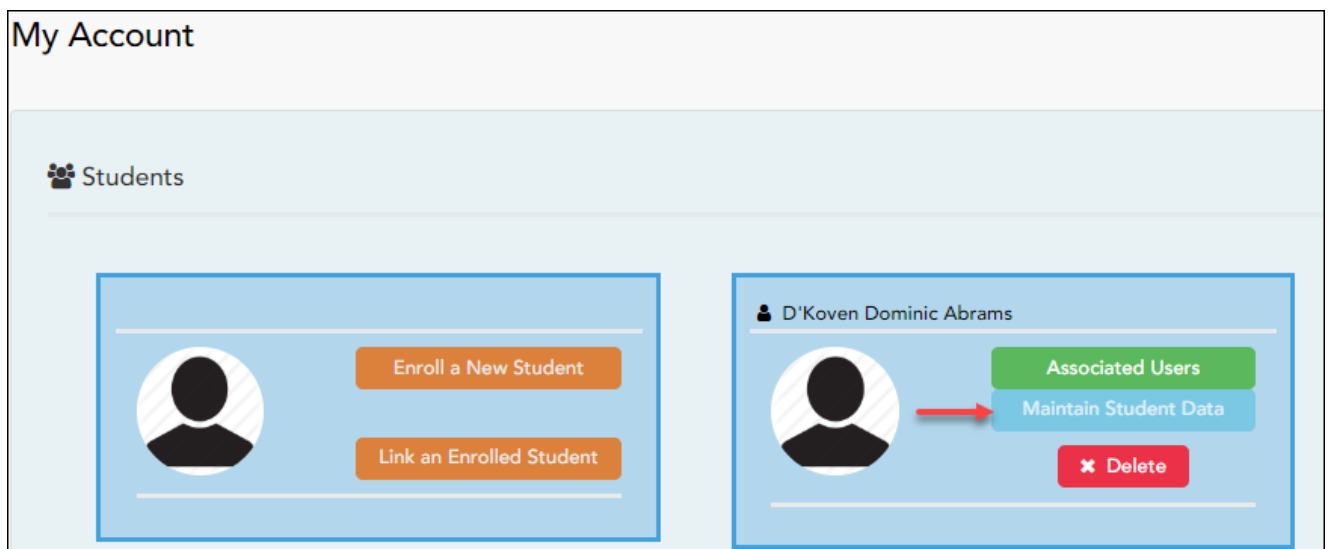 My Account
Students
Enroll a New Student
Link an Enrolled Student
D'Koven Dominic Abrams
Associated Users
Maintain Student Data
Delete